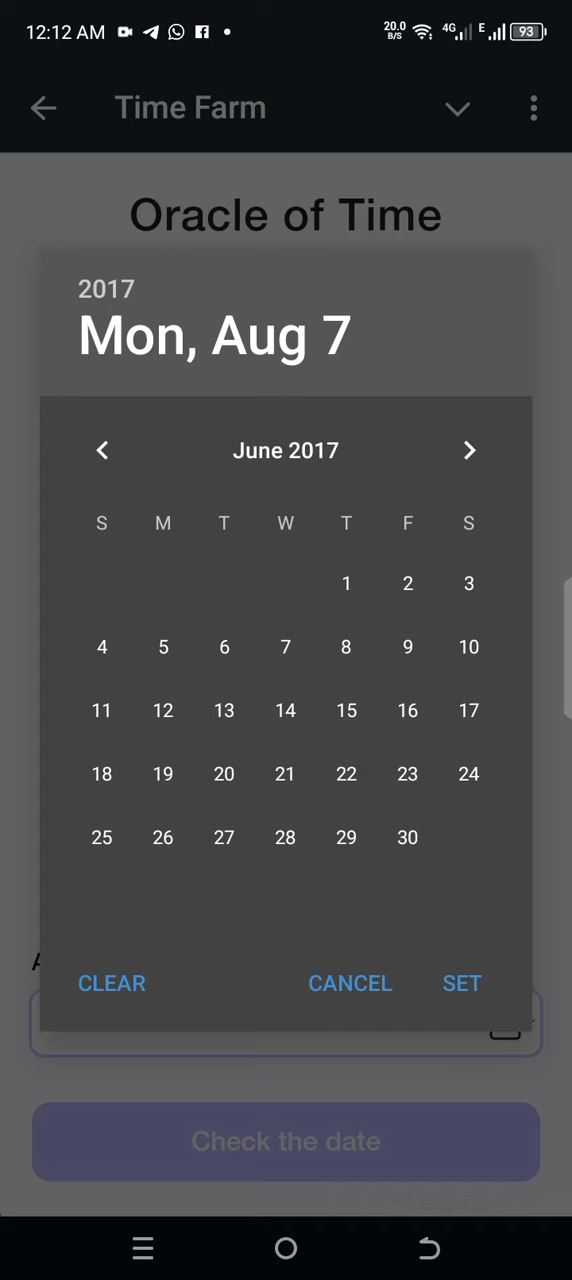 12:12 AM 20.0 B/S 4G E 93
Time Farm
Oracle of Time
2017
Mon, Aug 7
June 2017
S M T W T F S
1 2 3
4 5 6 7 8 9 10
11 12 13 14 15 16 17
18 19 20 21 22 23 24
25 26 27 28 29 30
CLEAR CANCEL SET
Check the date